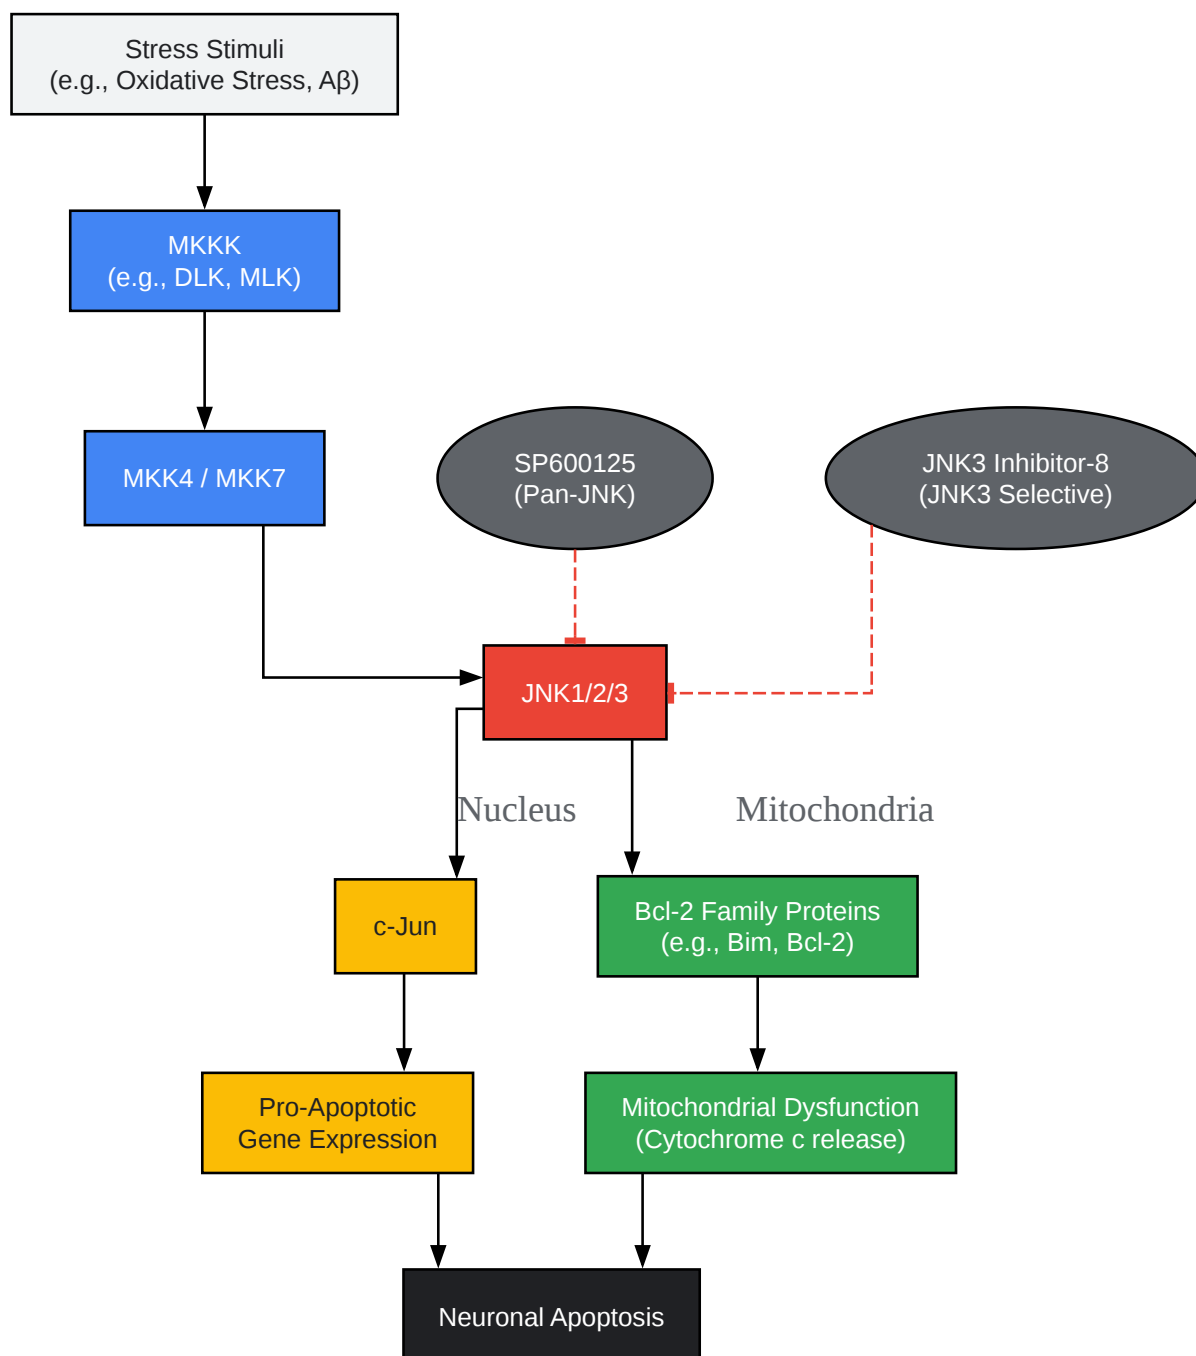 Stress Stimuli
(e.g., Oxidative Stress, Aβ)
MKKK
(e.g., DLK, MLK)
MKK4 / MKK7
SP600125
(Pan-JNK)
JNK3 Inhibitor-8
(JNK3 Selective)
JNK1/2/3
Nucleus
Mitochondria
c-Jun
Bcl-2 Family Proteins
(e.g., Bim, Bcl-2)
Pro-Apoptotic
Gene Expression
Mitochondrial Dysfunction
(Cytochrome c release)
Neuronal Apoptosis